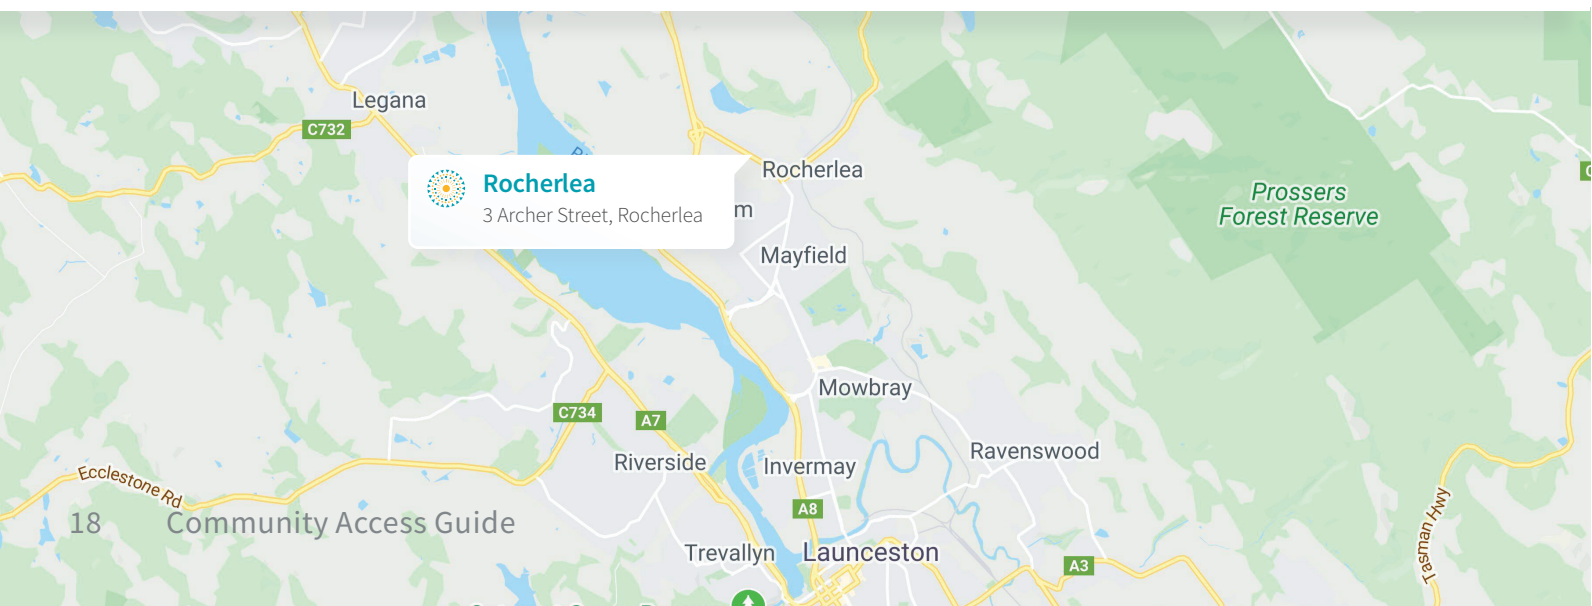 Legana
C732
Rocherlea
3 Archer Street, Rocherlea
Rocherlea
m
Prossers
Forest Reserve
Mayfield
Mowbray
C734
A7
Ravenswood
Riverside
Invermay
Ecclestone Rd
A8
Tasman Hwy
18 Community Access Guide
Trevallyn
Launceston
A3